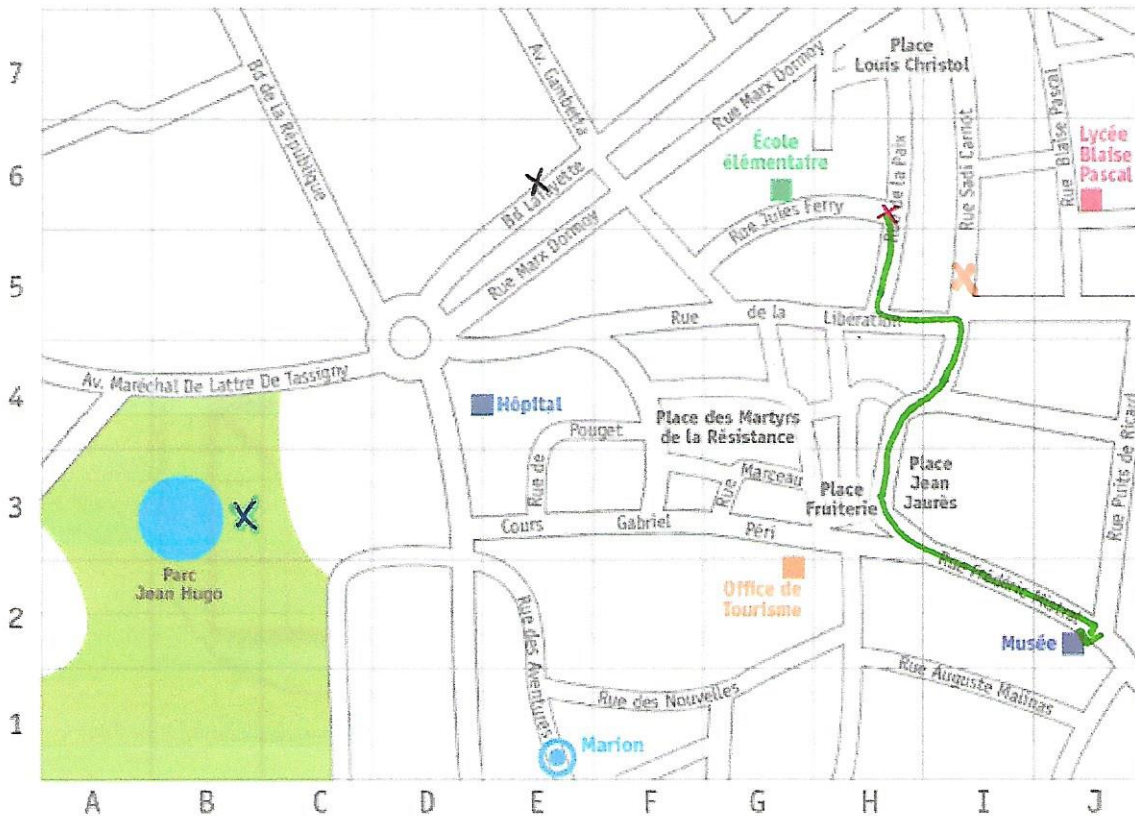 7
6
5
4
3
2
1
A
B
C
D
E
F
G
H
I
J
Bd de la République
Av. Gambetta
Rue Marx Dormoy
Place
Louis Christol
Rue Blaise Pascal
Lycée
Blaise
Pascal
École
élémentaire
Rue de la Paix
Rue Sadi Carnot
Bd Lafayette
Rue Marx Dormoy
Rue Jules Ferry
Rue de la Libération
Av. Maréchal De Lattre De Tassigny
Hôpital
Place des Martyrs
de la Résistance
Rue de Pouget
Rue Marceau
Place
Fruiterie
Place
Jean
Jaurès
Rue Puits de Ricard
Cours Gabriel Péri
Parc
Jean Hugo
Office de
Tourisme
Rue Frédéric Mistral
Musée
Rue des Aventures
Rue des Nouvelles
Rue Auguste Malinas
Marion